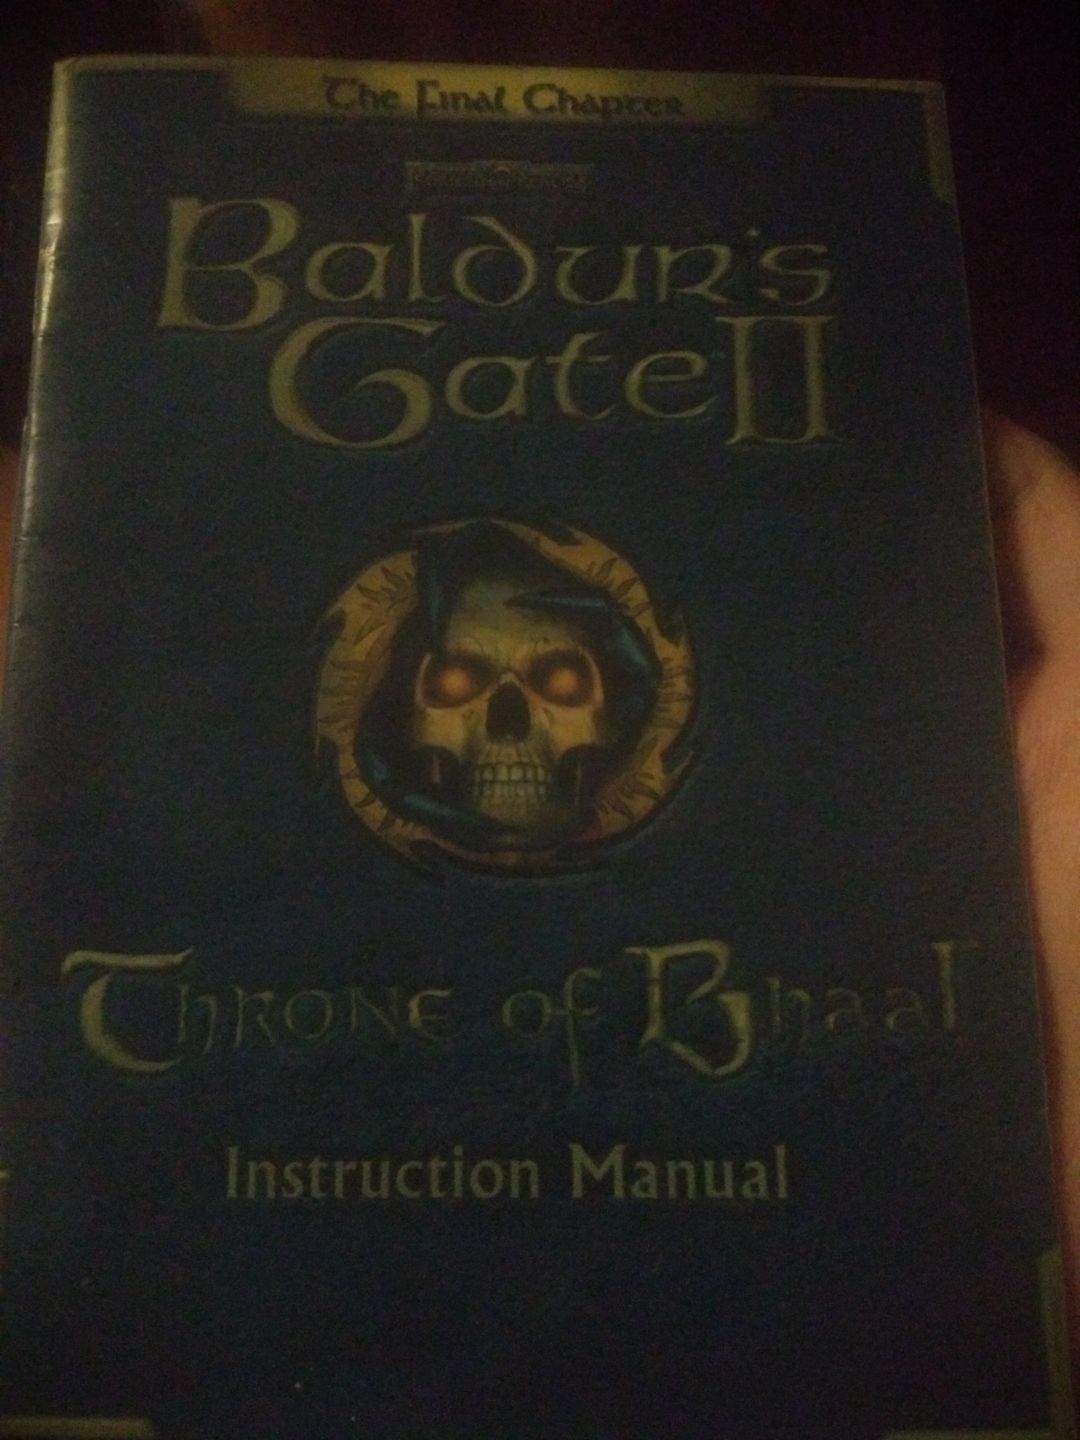 The Final Chapter
Baldur's
Gate II
Throne of Bhaal
Instruction Manual